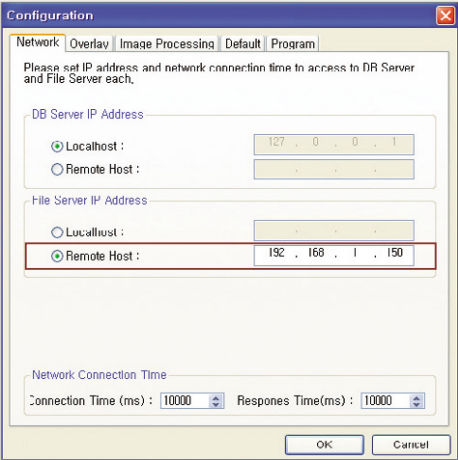 Configuration
Network Overlay Image Processing Default Program
Please set IP address and network connection time to access to DB Server
and File Server each.
DB Server IP Address
Localhost :
127 . 0 . 0 . 1
Remote Host :
. . .
File Server IP Address
Localhost :
. . .
Remote Host :
192 . 168 . 1 . 150
Network Connection Time
Connection Time (ms) : 10000 Respones Time(ms) : 10000
OK Cancel